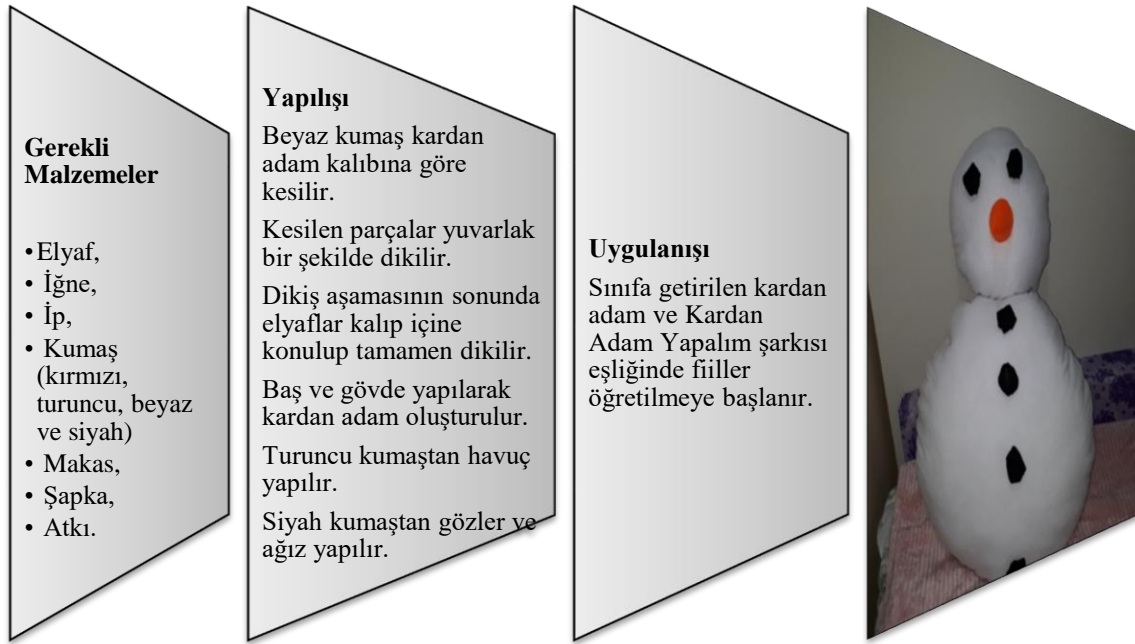 Gerekli
Malzemeler
•Elyaf,
• İğne,
• İp,
• Kumaş
(kırmızı,
turuncu, beyaz
ve siyah)
• Makas,
• Şapka,
• Atkı.
Yapılışı
Beyaz kumaş kardan
adam kalıbına göre
kesilir.
Kesilen parçalar yuvarlak
bir şekilde dikilir.
Dikiş aşamasının sonunda
elyaflar kalıp içine
konulup tamamen dikilir.
Baş ve gövde yapılarak
kardan adam oluşturulur.
Turuncu kumaştan havuç
yapılır.
Siyah kumaştan gözler ve
ağız yapılır.
Uygulanışı
Sınıfa getirilen kardan
adam ve Kardan
Adam Yapalım şarkısı
eşliğinde fiiller
öğretilmeye başlanır.